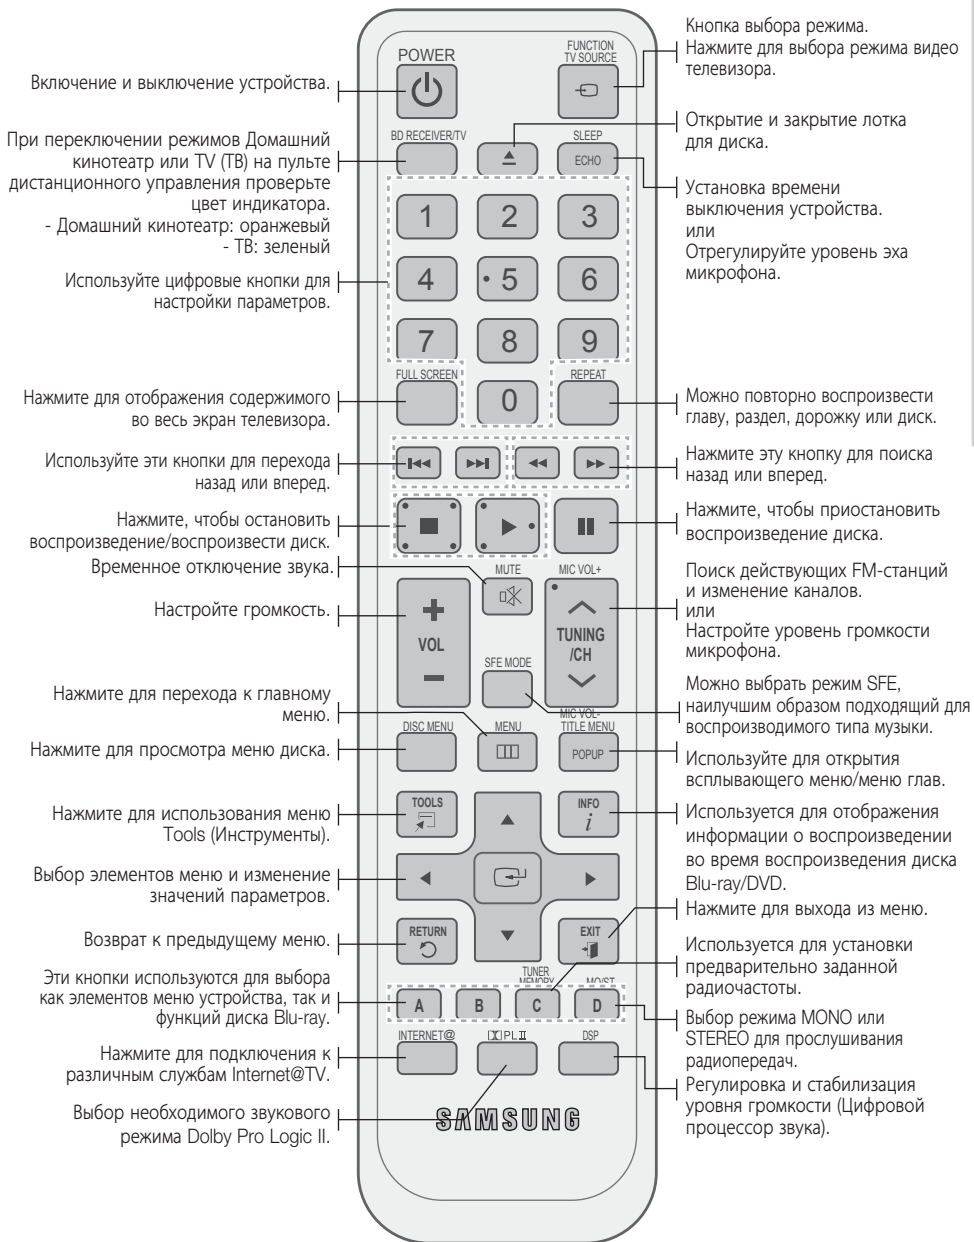 Включение и выключение устройства.
При переключении режимов Домашний
кинотеатр или TV (ТВ) на пульте
дистанционного управления проверьте
цвет индикатора.
- Домашний кинотеатр: оранжевый
- ТВ: зеленый
Используйте цифровые кнопки для
настройки параметров.
Нажмите для отображения содержимого
во весь экран телевизора.
Используйте эти кнопки для перехода
назад или вперед.
Нажмите, чтобы остановить
воспроизведение/воспроизвести диск.
Временное отключение звука.
Настройте громкость.
Нажмите для перехода к главному
меню.
Нажмите для просмотра меню диска.
Нажмите для использования меню
Tools (Инструменты).
Выбор элементов меню и изменение
значений параметров.
Возврат к предыдущему меню.
Эти кнопки используются для выбора
как элементов меню устройства, так и
функций диска Blu-ray.
Нажмите для подключения к
различным службам Internet@TV.
Выбор необходимого звукового
режима Dolby Pro Logic II.
POWER
FUNCTION
TV SOURCE
BD RECEIVER/TV
SLEEP
ECHO
1 2 3
4 5 6
7 8 9
FULL SCREEN
0
REPEAT
MUTE
MIC VOL+
+
VOL
−
TUNING
/CH
SFE MODE
MIC VOL-
DISC MENU
MENU
TITLE MENU
POPUP
TOOLS
INFO
i
RETURN
EXIT
TUNER
MEMORY
MO/ST
A B C D
INTERNET@
PL II
DSP
SAMSUNG
Кнопка выбора режима.
Нажмите для выбора режима видео
телевизора.
Открытие и закрытие лотка
для диска.
Установка времени
выключения устройства.
или
Отрегулируйте уровень эха
микрофона.
Можно повторно воспроизвести
главу, раздел, дорожку или диск.
Нажмите эту кнопку для поиска
назад или вперед.
Нажмите, чтобы приостановить
воспроизведение диска.
Поиск действующих FM-станций
и изменение каналов.
или
Настройте уровень громкости
микрофона.
Можно выбрать режим SFE,
наилучшим образом подходящий для
воспроизводимого типа музыки.
Используйте для открытия
всплывающего меню/меню глав.
Используется для отображения
информации о воспроизведении
во время воспроизведения диска
Blu-ray/DVD.
Нажмите для выхода из меню.
Используется для установки
предварительно заданной
радиочастоты.
Выбор режима MONO или
STEREO для прослушивания
радиопередач.
Регулировка и стабилизация
уровня громкости (Цифровой
процессор звука).